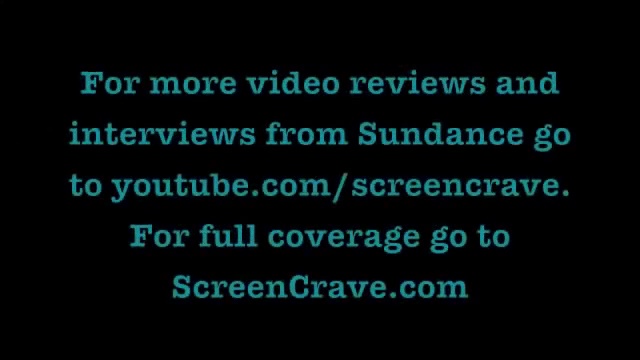 For more video reviews and
interviews from Sundance go
to youtube.com/screencrave.
For full coverage go to
ScreenCrave.com